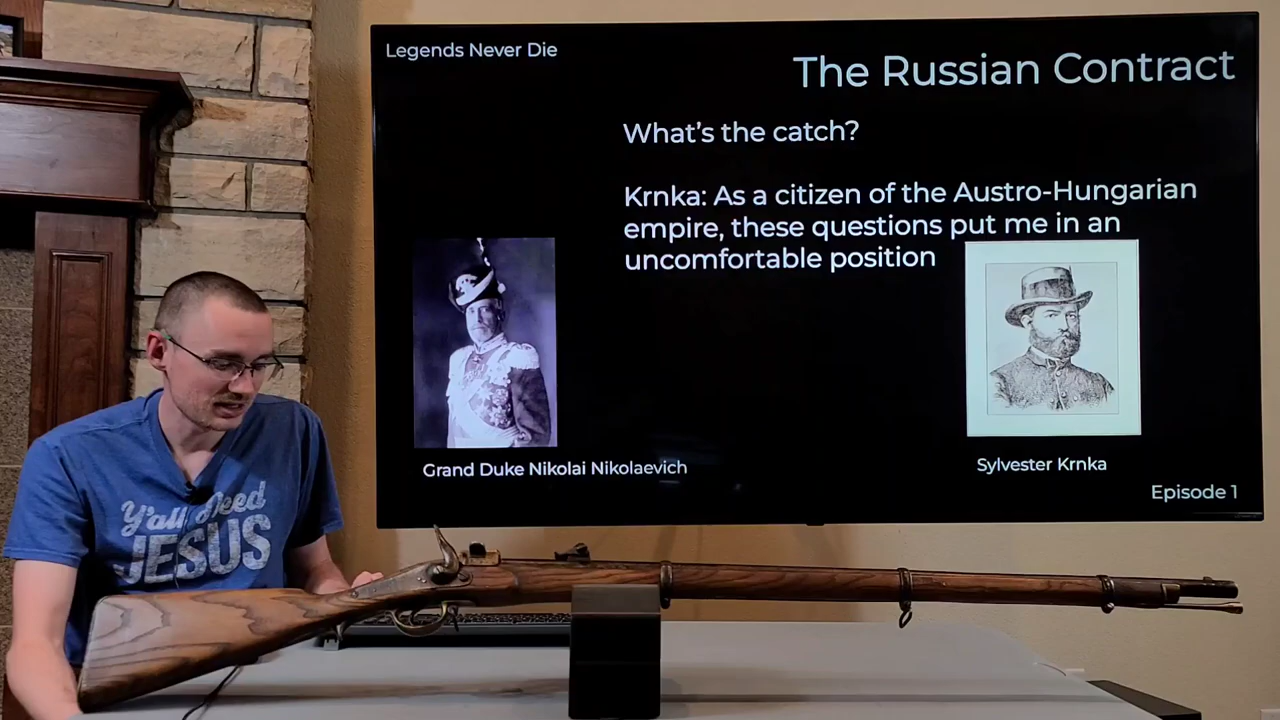 Legends Never Die
The Russian Contract
What's the catch?
Krnka: As a citizen of the Austro-Hungarian
empire, these questions put me in an
uncomfortable position
Grand Duke Nikolai Nikolaevich
Sylvester Krnka
Episode 1
Y'all Need
JESUS